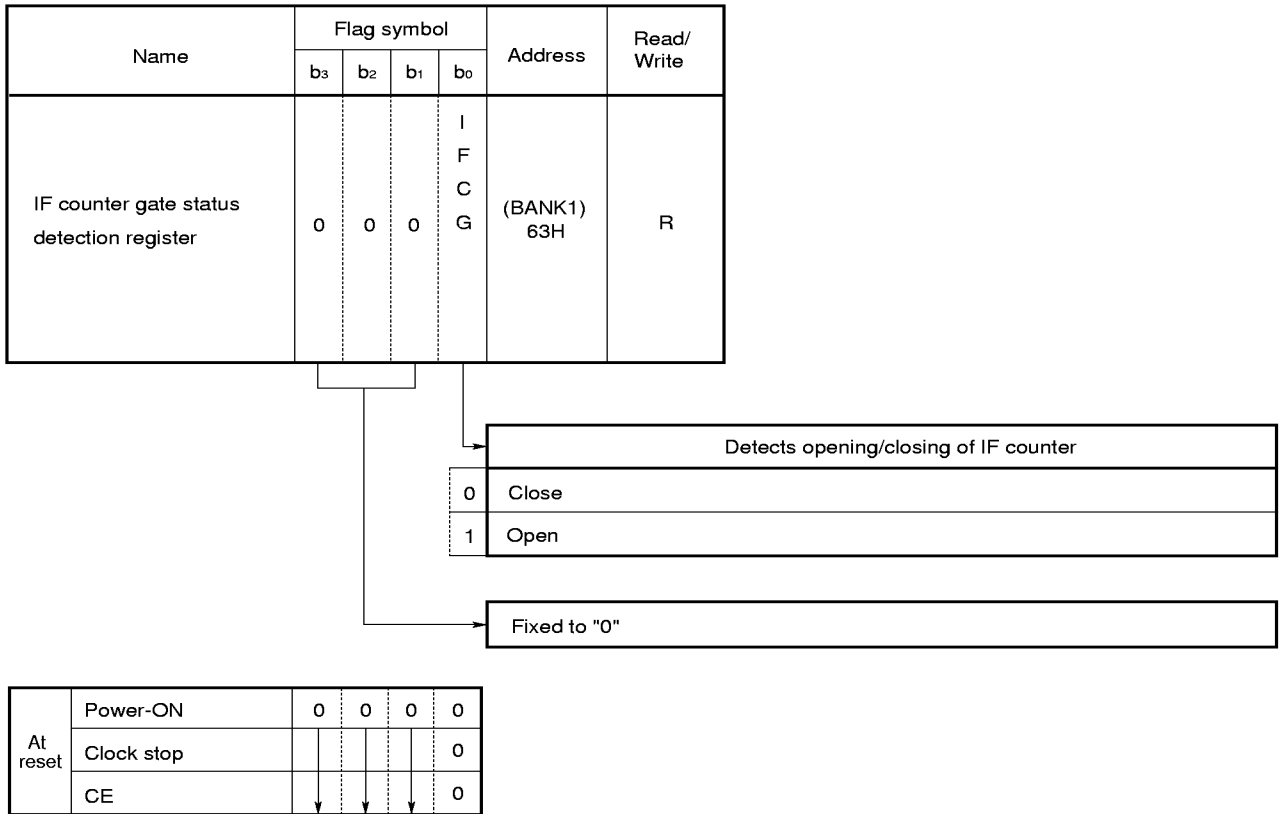 Name
Flag symbol
b3 b2 b1 b0
Address
Read/
Write
IF counter gate status
detection register
0 0 0
I
F
C
G
(BANK1)
63H
R
Detects opening/closing of IF counter
0 Close
1 Open
Fixed to "0"
At
reset
Power-ON 0 0 0 0
Clock stop 0
CE 0